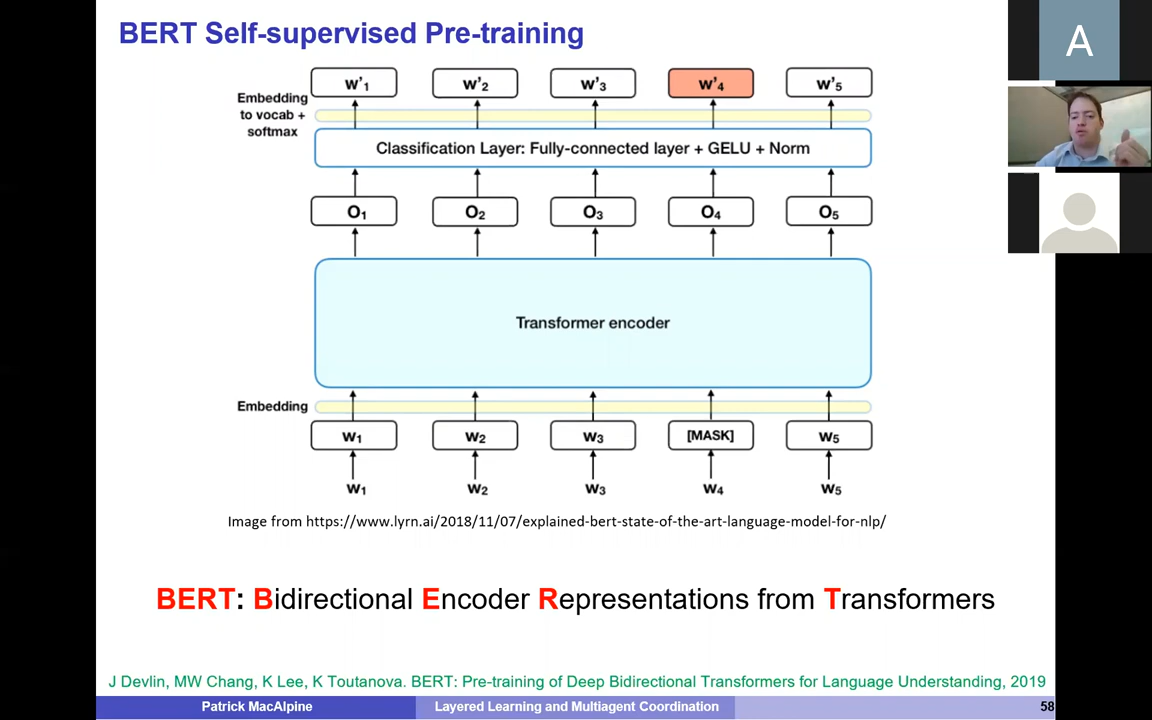 BERT Self-supervised Pre-training
w'1 w'2 w'3 w'4 w'5
Embedding
to vocab +
softmax
Classification Layer: Fully-connected layer + GELU + Norm
O1 O2 O3 O4 O5
Transformer encoder
Embedding
W1 W2 W3 [MASK] W5
W1 W2 W3 W4 W5
Image from https://www.lyrn.ai/2018/11/07/explained-bert-state-of-the-art-language-model-for-nlp/
BERT: Bidirectional Encoder Representations from Transformers
J Devlin, MW Chang, K Lee, K Toutanova. BERT: Pre-training of Deep Bidirectional Transformers for Language Understanding, 2019
Patrick MacAlpine Layered Learning and Multiagent Coordination 58
A